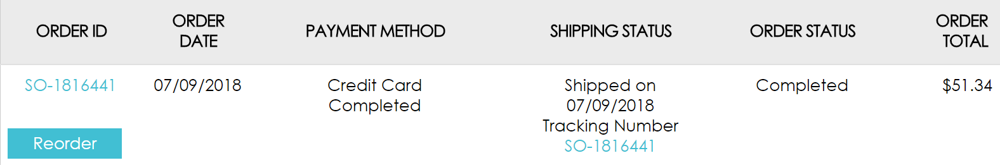 ORDER ID
ORDER
DATE
PAYMENT METHOD
SHIPPING STATUS
ORDER STATUS
ORDER
TOTAL
SO-1816441
07/09/2018
Credit Card
Completed
Shipped on
07/09/2018
Tracking Number
SO-1816441
Completed
$51.34
Reorder